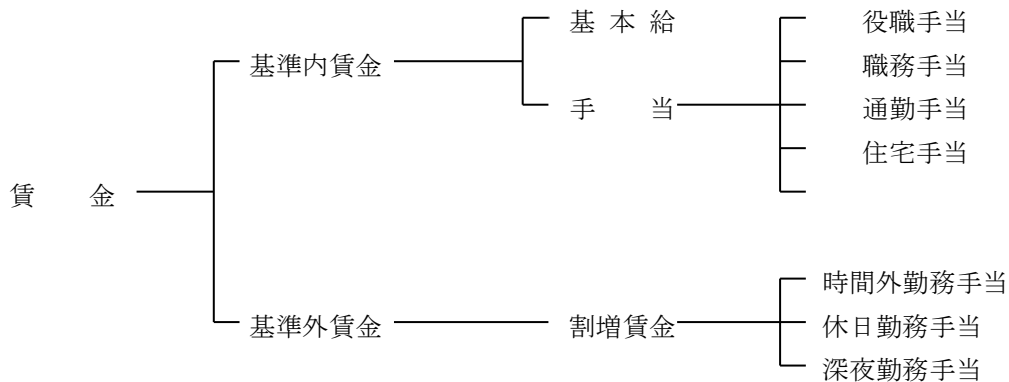 基 本 給
役職手当
基準内賃金
職務手当
手 当
通勤手当
住宅手当
賃 金
時間外勤務手当
基準外賃金
割増賃金
休日勤務手当
深夜勤務手当